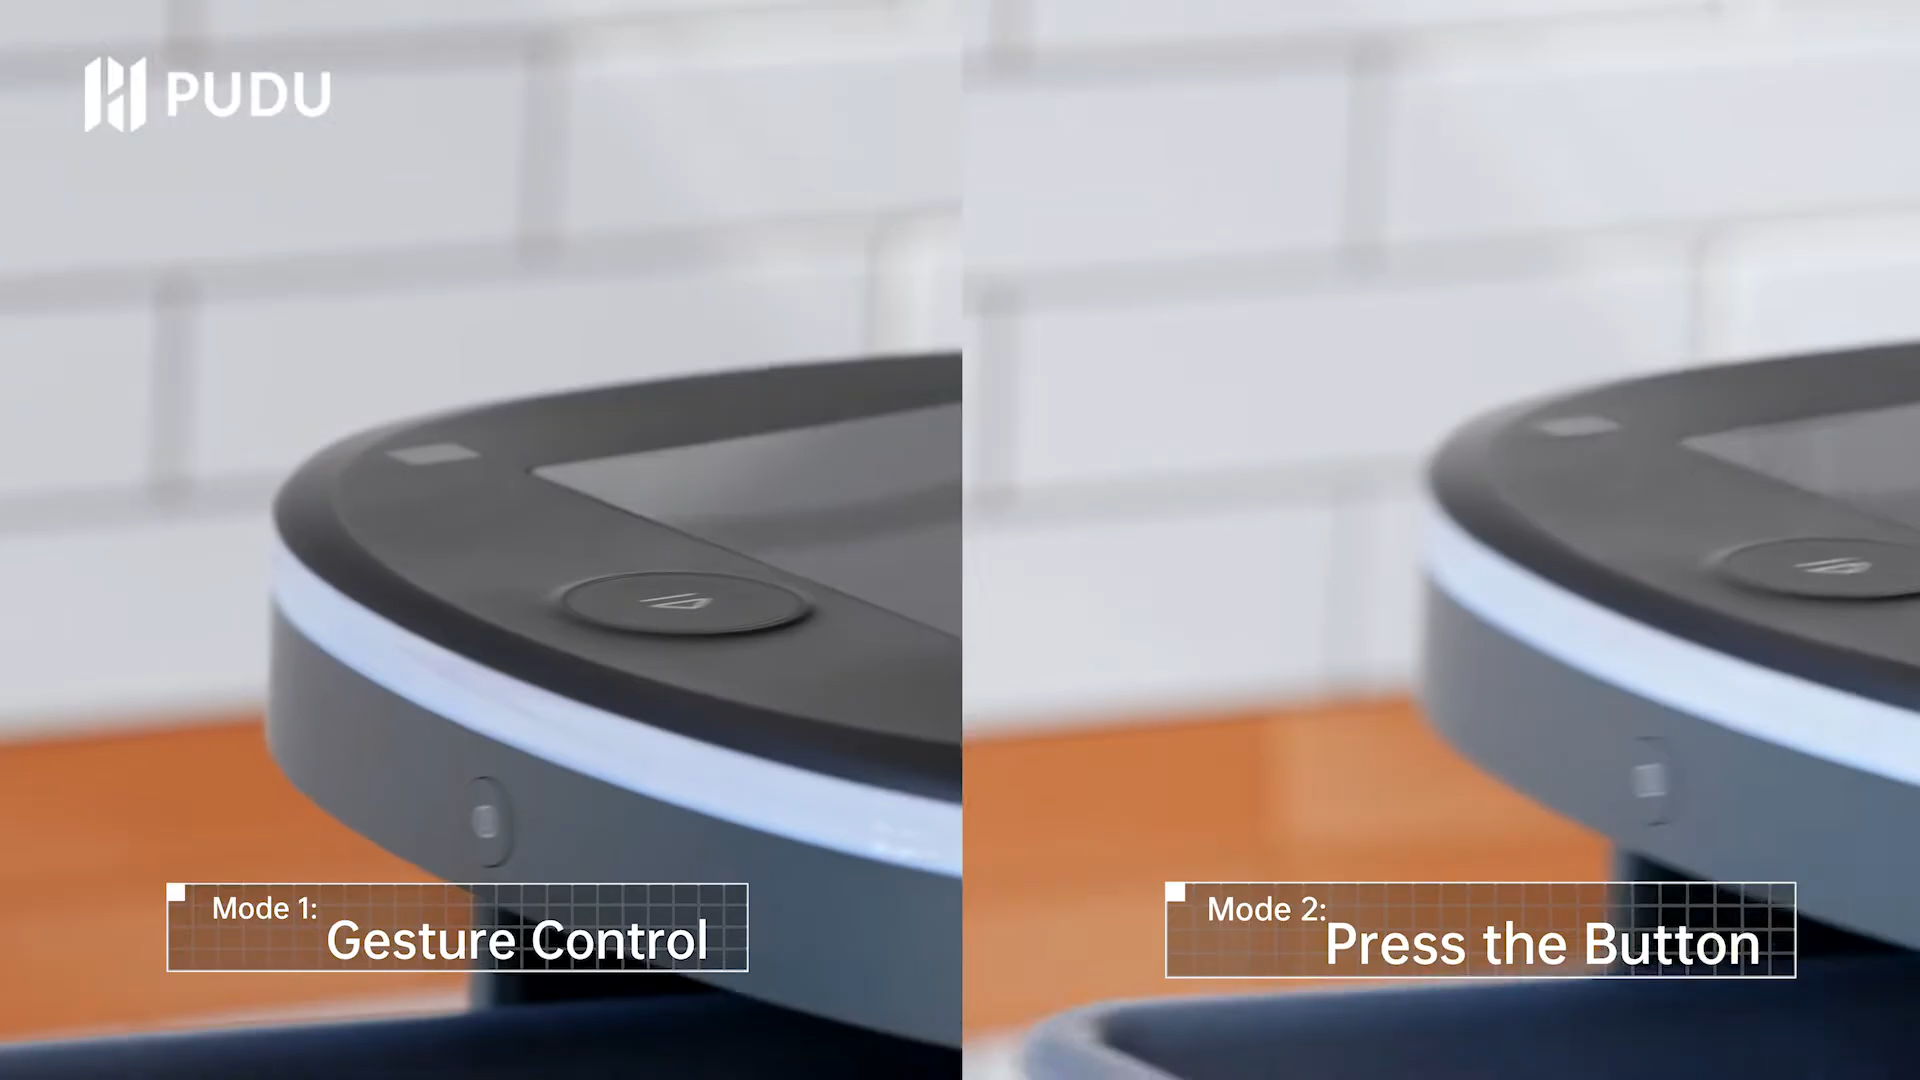 PUDU
Mode 1:
Gesture Control
Mode 2:
Press the Button